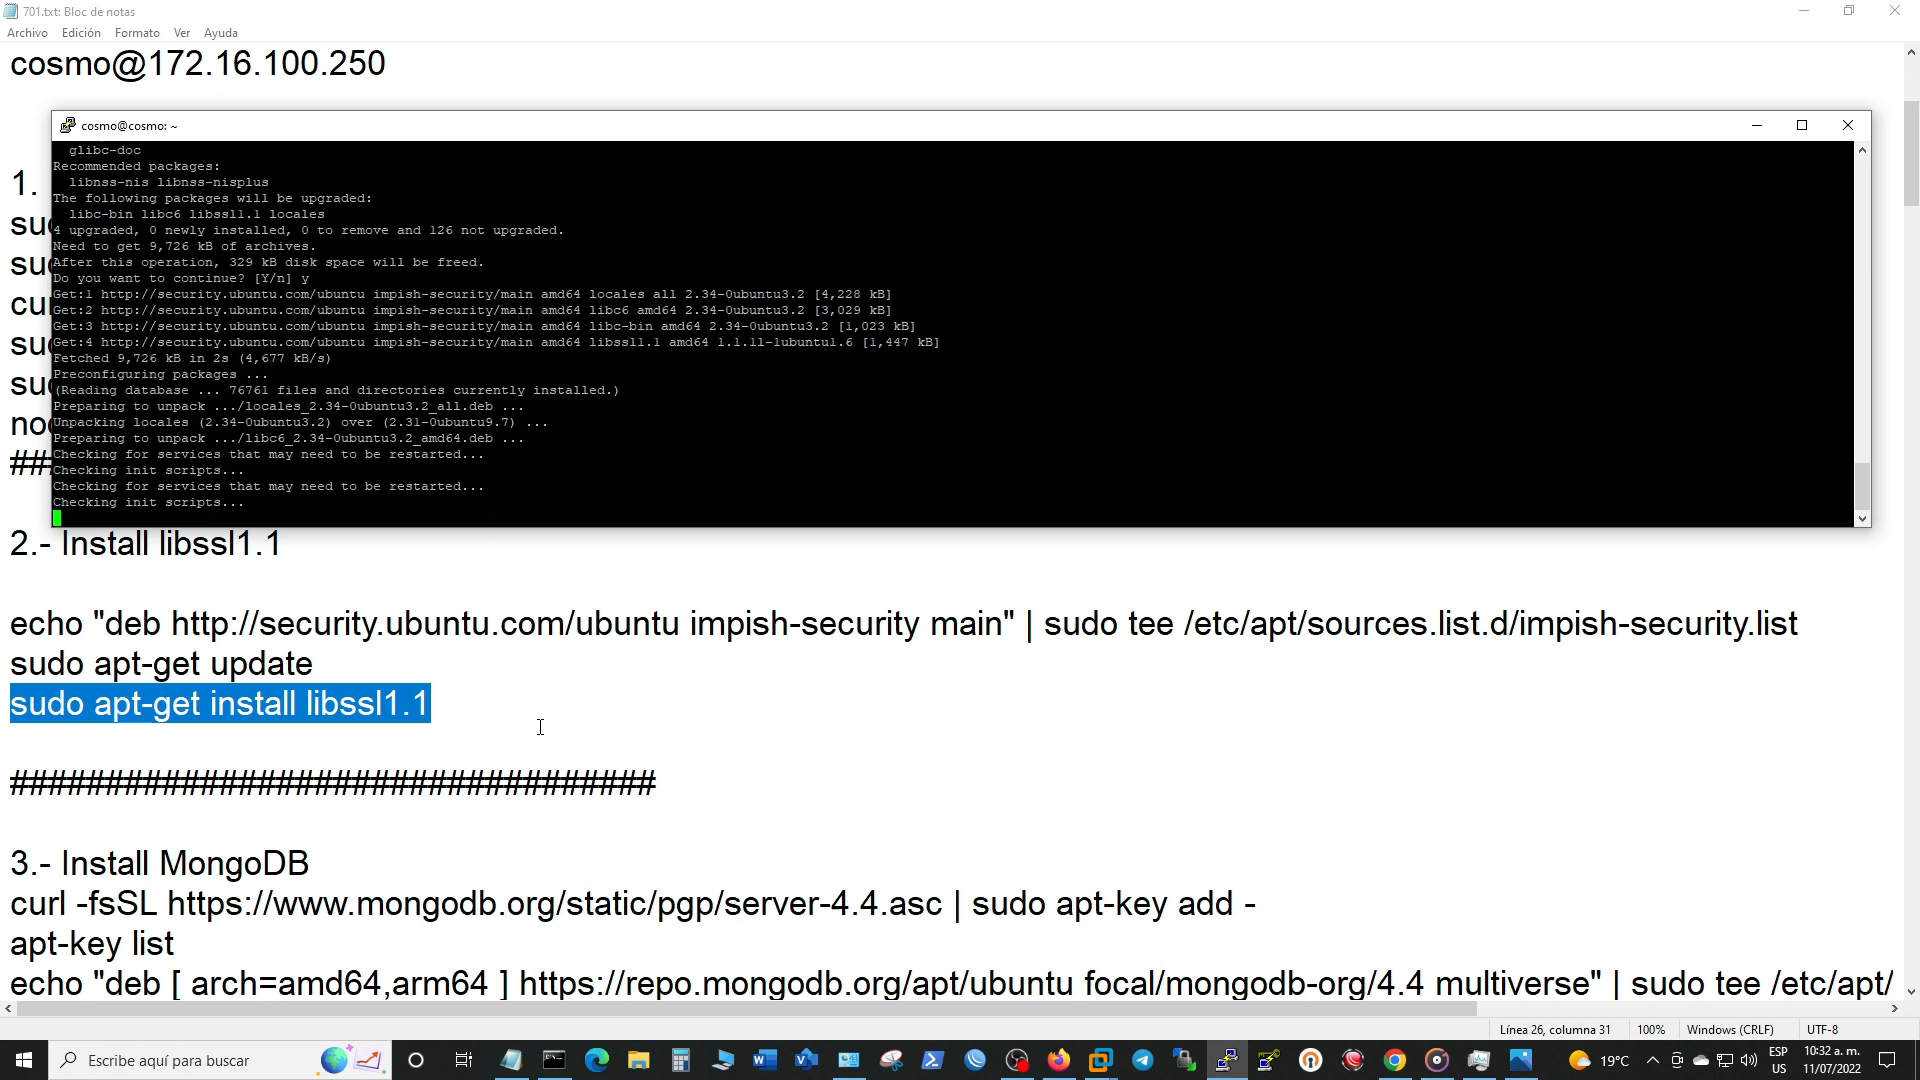 701.txt: Bloc de notas
Archivo Edición Formato Ver Ayuda
cosmo@172.16.100.250
cosmo@cosmo: ~
glibc-doc
Recommended packages:
libnss-nis libnss-nisplus
The following packages will be upgraded:
libc-bin libc6 libssl1.1 locales
4 upgraded, 0 newly installed, 0 to remove and 126 not upgraded.
Need to get 9,726 kB of archives.
After this operation, 329 kB disk space will be freed.
Do you want to continue? [Y/n] y
Get:1 http://security.ubuntu.com/ubuntu impish-security/main amd64 locales all 2.34-0ubuntu3.2 [4,228 kB]
Get:2 http://security.ubuntu.com/ubuntu impish-security/main amd64 libc6 amd64 2.34-0ubuntu3.2 [3,029 kB]
Get:3 http://security.ubuntu.com/ubuntu impish-security/main amd64 libc-bin amd64 2.34-0ubuntu3.2 [1,023 kB]
Get:4 http://security.ubuntu.com/ubuntu impish-security/main amd64 libssl1.1 amd64 1.1.1l-1ubuntu1.6 [1,447 kB]
Fetched 9,726 kB in 2s (4,677 kB/s)
Preconfiguring packages ...
(Reading database ... 76761 files and directories currently installed.)
Preparing to unpack .../locales_2.34-0ubuntu3.2_all.deb ...
Unpacking locales (2.34-0ubuntu3.2) over (2.31-0ubuntu9.7) ...
Preparing to unpack .../libc6_2.34-0ubuntu3.2_amd64.deb ...
Checking for services that may need to be restarted...
Checking init scripts...
Checking for services that may need to be restarted...
Checking init scripts...
1.
2.- Install libssl1.1
echo "deb http://security.ubuntu.com/ubuntu impish-security main" | sudo tee /etc/apt/sources.list.d/impish-security.list
sudo apt-get update
sudo apt-get install libssl1.1
##################################
3.- Install MongoDB
curl -fsSL https://www.mongodb.org/static/pgp/server-4.4.asc | sudo apt-key add -
apt-key list
echo "deb [ arch=amd64,arm64 ] https://repo.mongodb.org/apt/ubuntu focal/mongodb-org/4.4 multiverse" | sudo tee /etc/apt/
Línea 26, columna 31 100% Windows (CRLF) UTF-8
Escribe aquí para buscar
19°C
ESP
US
10:32 a. m.
11/07/2022